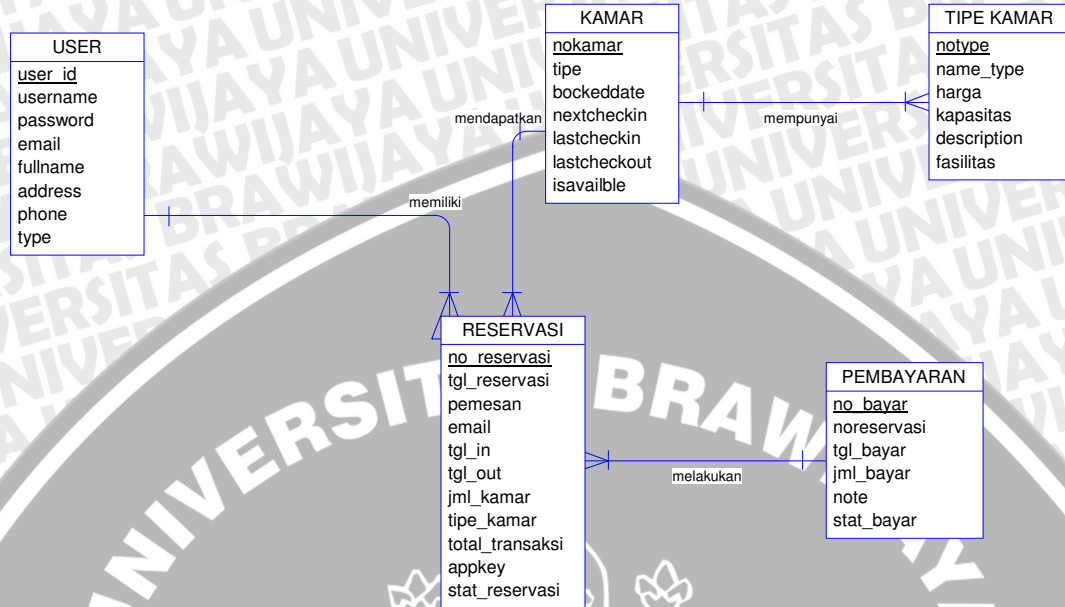 USER
user_id
username
password
email
fullname
address
phone
type
KAMAR
nokamar
tipe
bockeddate
nextcheckin
lastcheckin
lastcheckout
isavailble
TIPE KAMAR
notype
name_type
harga
kapasitas
description
fasilitas
mendapatkan
mempunyai
memiliki
RESERVASI
no_reservasi
tgl_reservasi
pemesan
email
tgl_in
tgl_out
jml_kamar
tipe_kamar
total_transaksi
appkey
stat_reservasi
PEMBAYARAN
no_bayar
noreservasi
tgl_bayar
jml_bayar
note
stat_bayar
melakukan